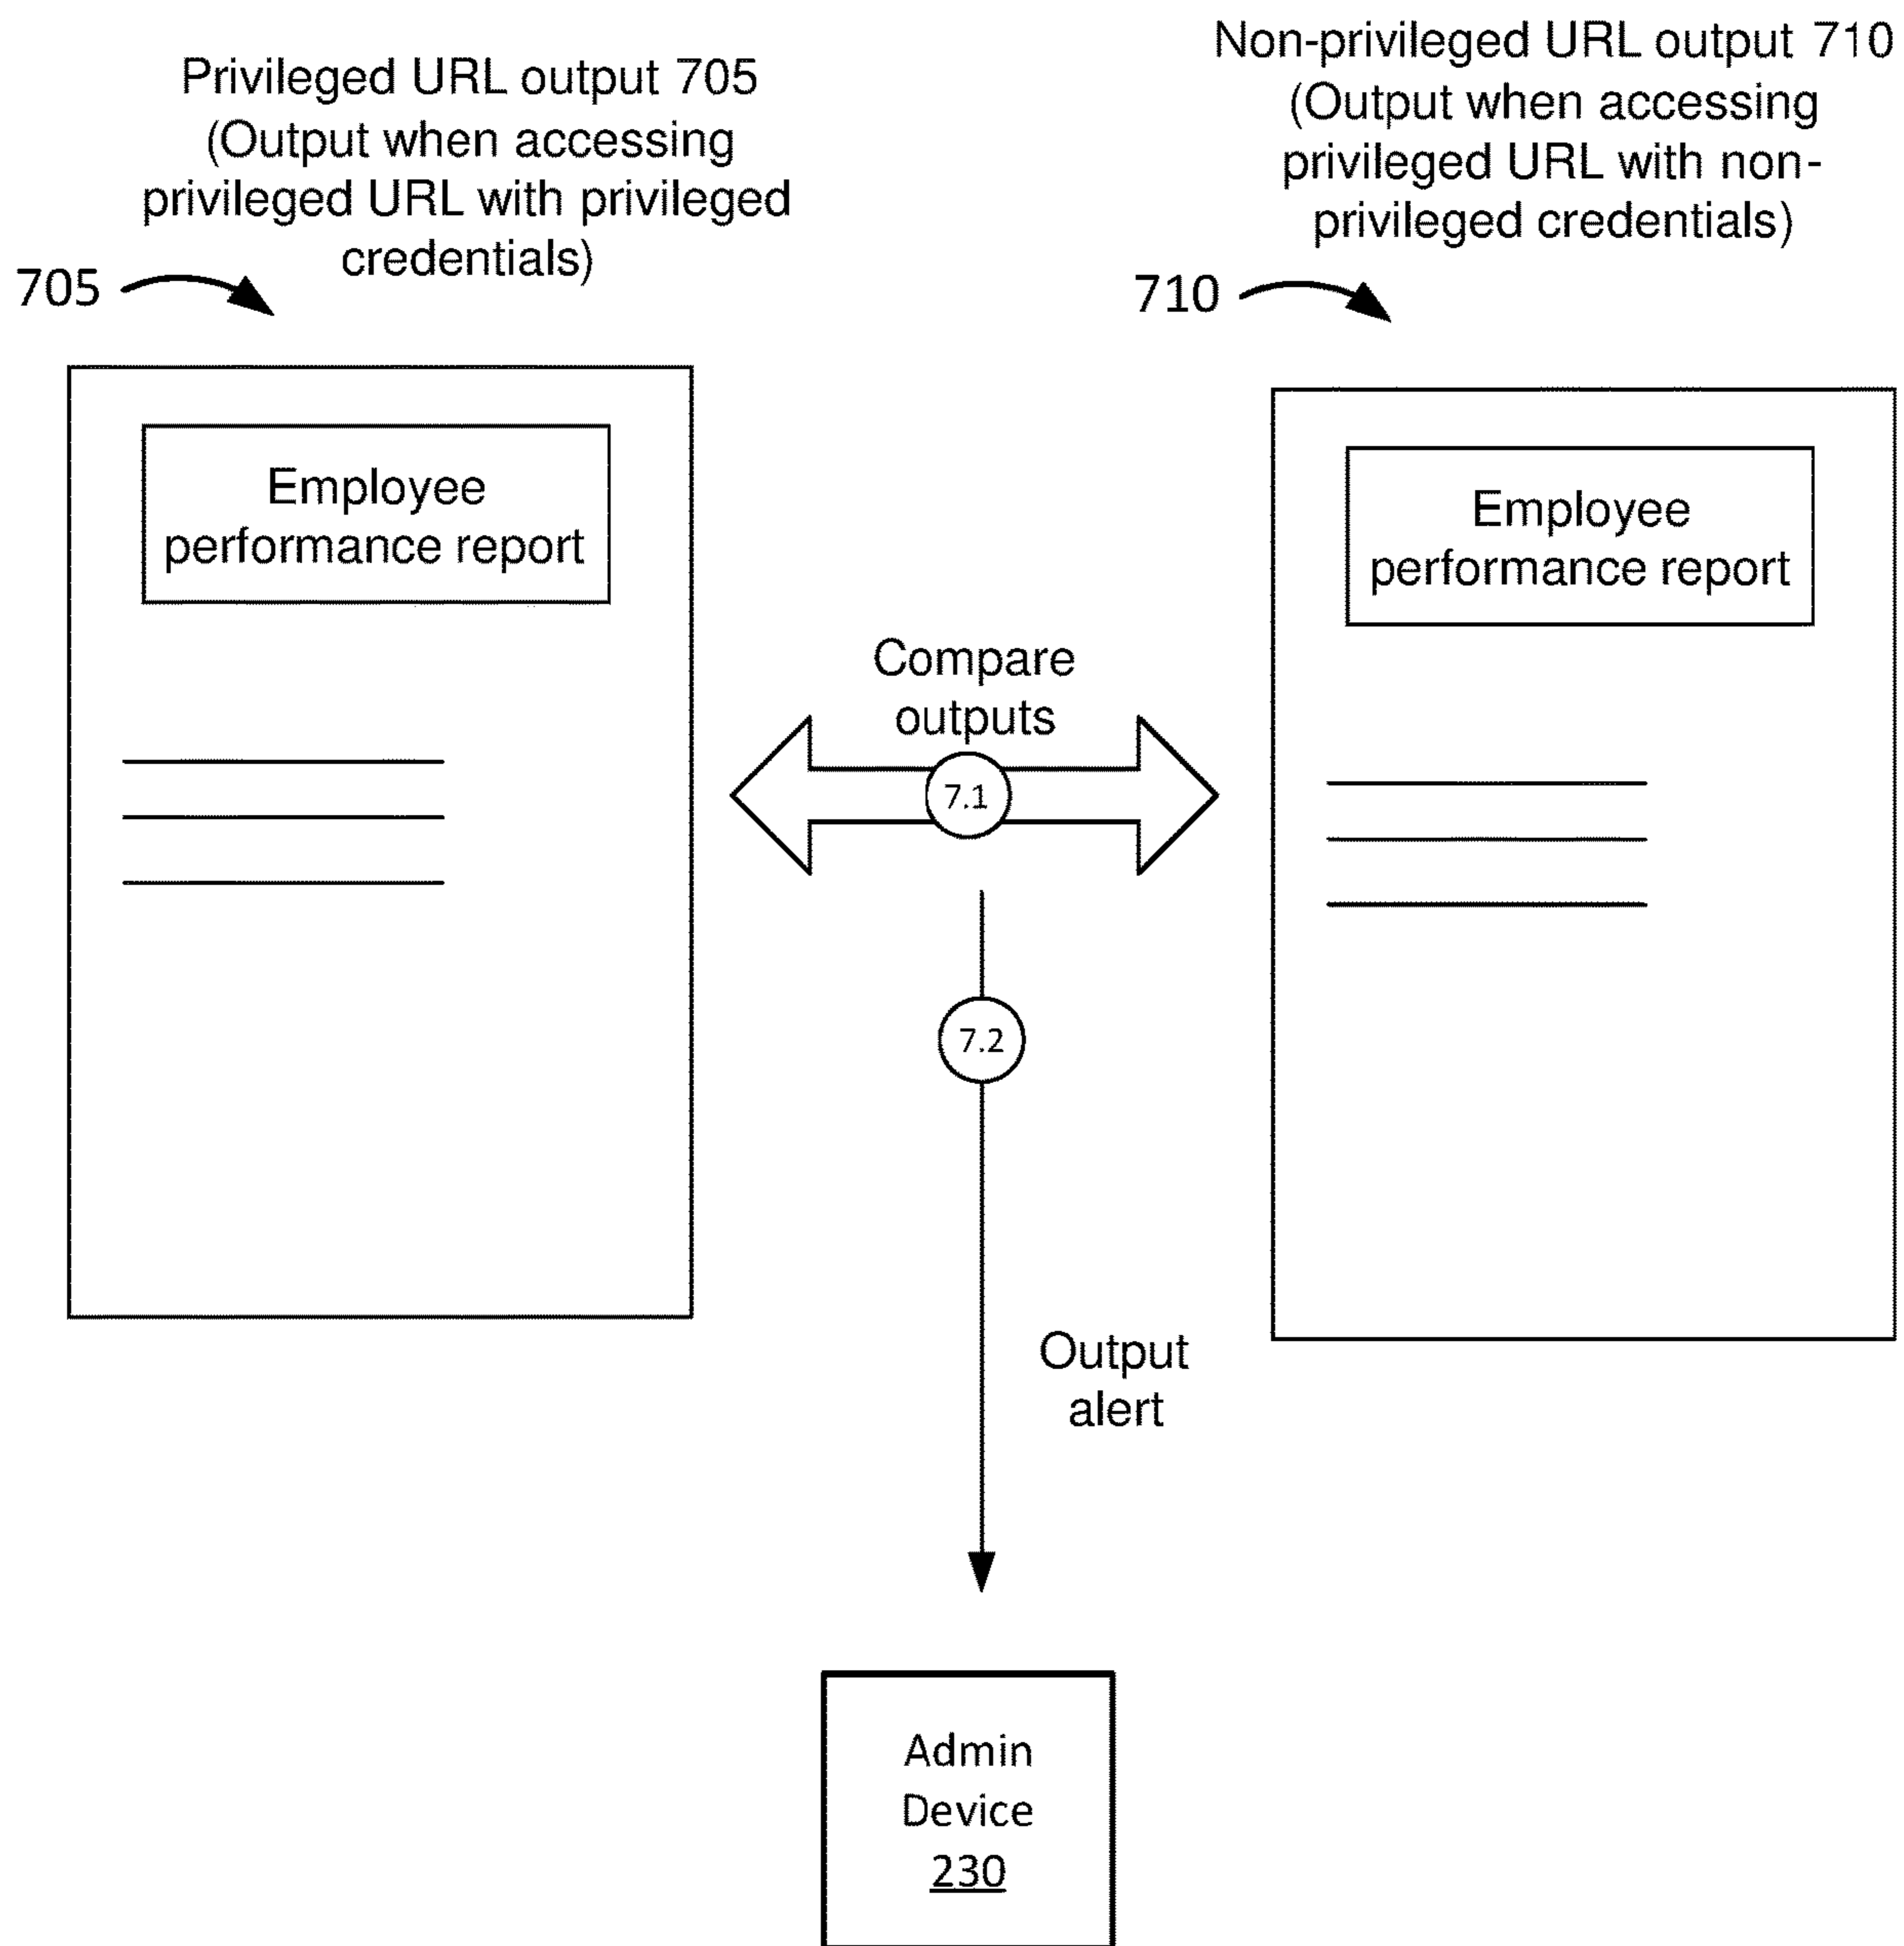 Privileged URL output 705
(Output when accessing
privileged URL with privileged
credentials)
705
Non-privileged URL output 710
(Output when accessing
privileged URL with non-
privileged credentials)
710
Employee
performance report
Employee
performance report
Compare
outputs
7.1
7.2
Output
alert
Admin
Device
230